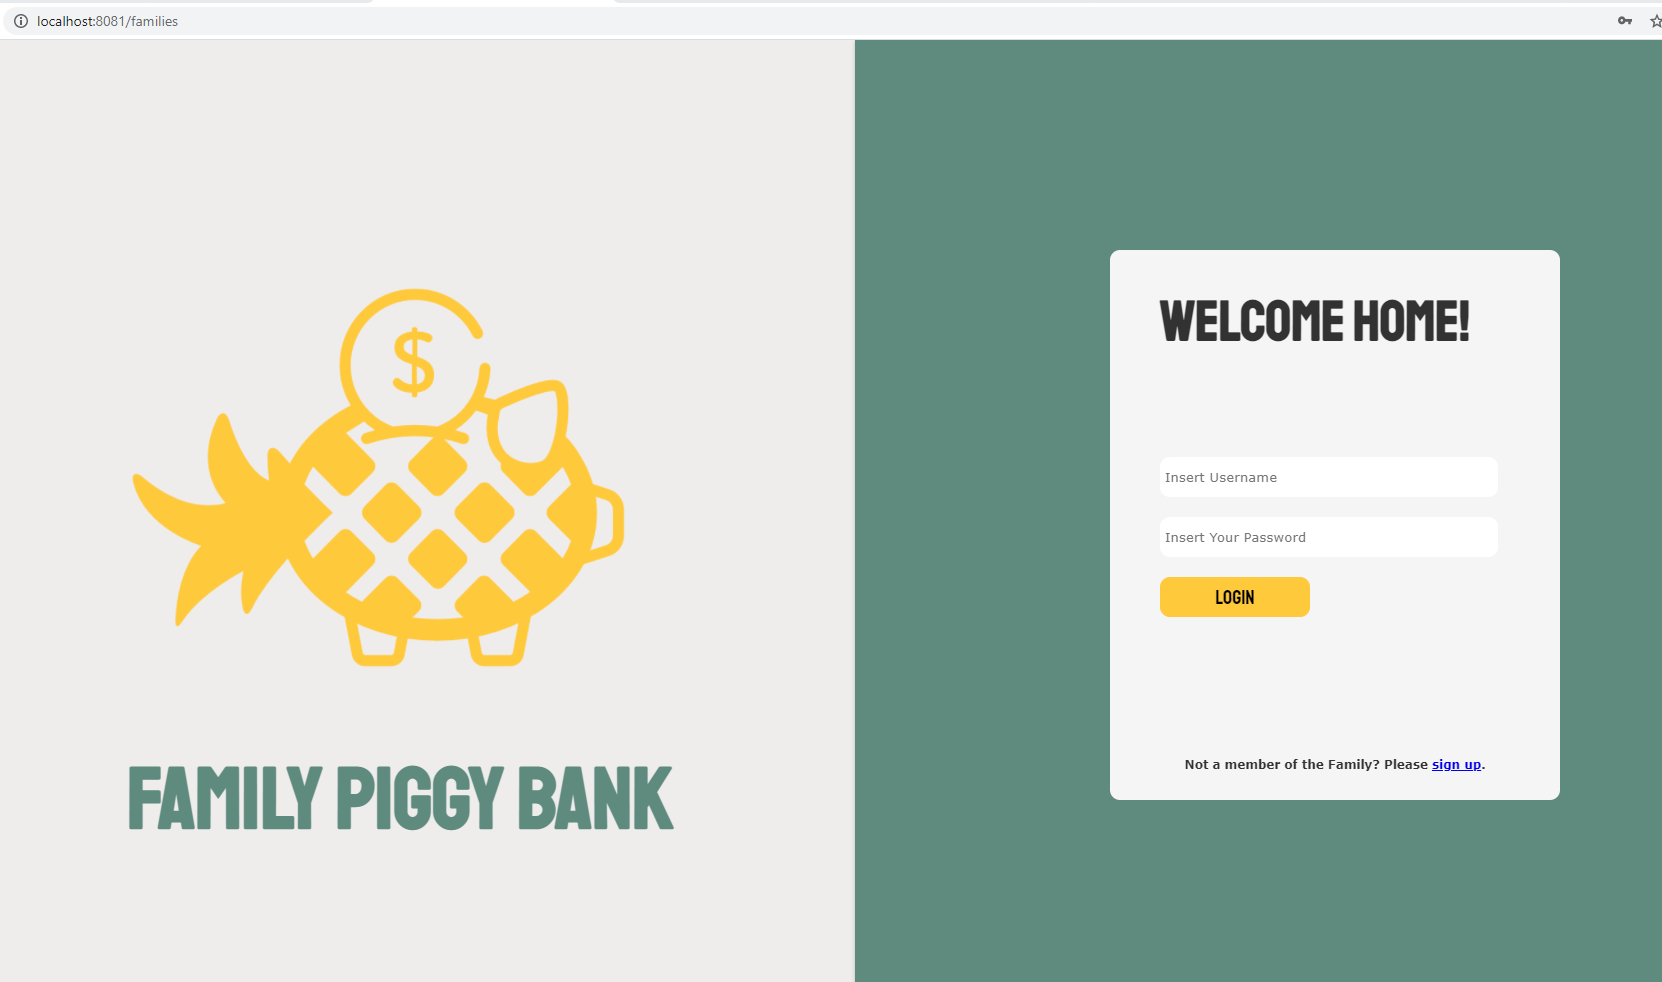 localhost:8081/families
$
FAMILY PIGGY BANK
WELCOME HOME!
Insert Username
Insert Your Password
LOGIN
Not a member of the Family? Please sign up.